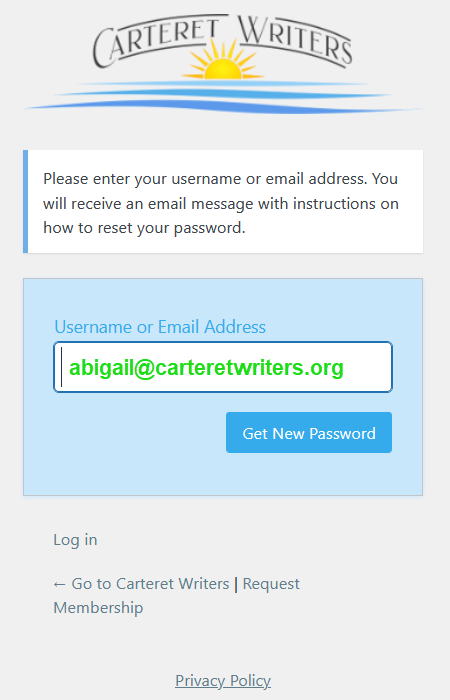 CARTERET WRITERS
Please enter your username or email address. You
will receive an email message with instructions on
how to reset your password.
Username or Email Address
abigail@carteretwriters.org
Get New Password
Log in
← Go to Carteret Writers | Request
Membership
Privacy Policy